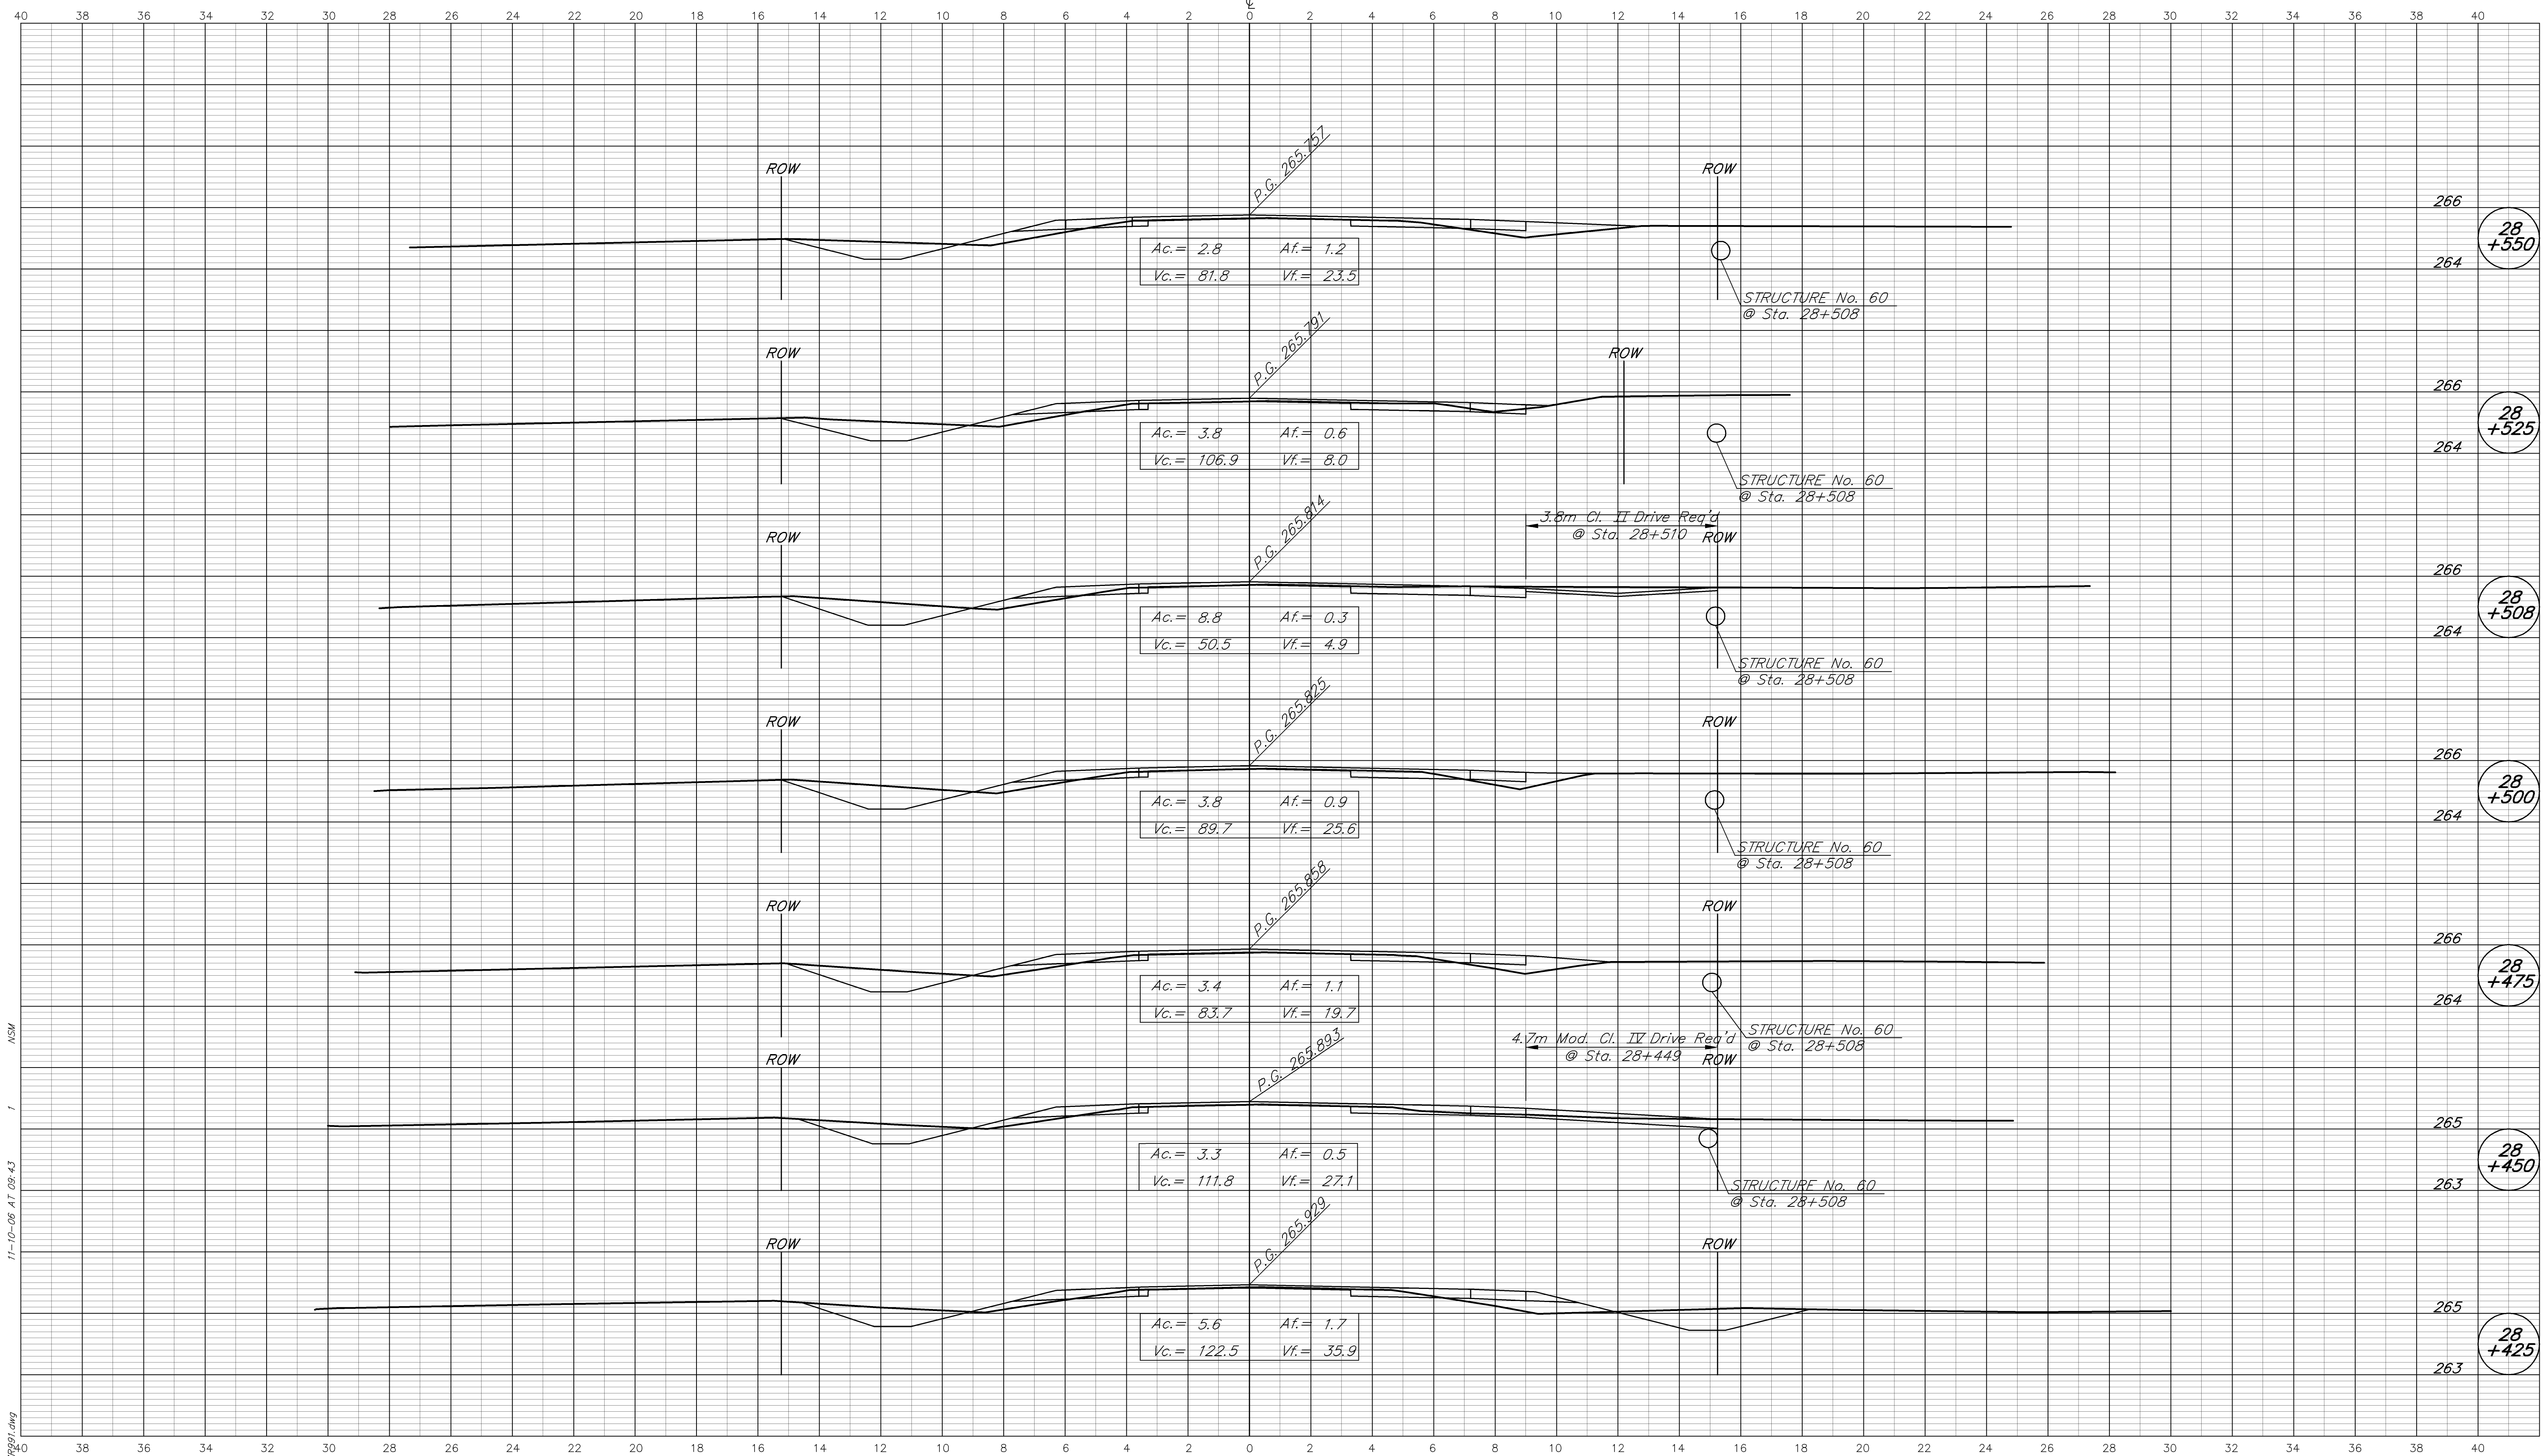 ℄
40 38 36 34 32 30 28 26 24 22 20 18 16 14 12 10 8 6 4 2 0 2 4 6 8 10 12 14 16 18 20 22 24 26 28 30 32 34 36 38 40
P.G. 265.757
ROW ROW
266
28
+550
Ac.= 2.8 Af.= 1.2
264
Vc.= 81.8 Vf.= 23.5
STRUCTURE No. 60
@ Sta. 28+508
P.G. 265.791
ROW ROW
266
28
+525
Ac.= 3.8 Af.= 0.6
264
Vc.= 106.9 Vf.= 8.0
STRUCTURE No. 60
@ Sta. 28+508
P.G. 265.814
3.8m Cl. II Drive Req'd
@ Sta. 28+510
ROW ROW
266
28
+508
Ac.= 8.8 Af.= 0.3
264
Vc.= 50.5 Vf.= 4.9
STRUCTURE No. 60
@ Sta. 28+508
P.G. 265.825
ROW ROW
266
28
+500
Ac.= 3.8 Af.= 0.9
264
Vc.= 89.7 Vf.= 25.6
STRUCTURE No. 60
@ Sta. 28+508
P.G. 265.858
ROW ROW
266
28
+475
Ac.= 3.4 Af.= 1.1
264
Vc.= 83.7 Vf.= 19.7
STRUCTURE No. 60
@ Sta. 28+508
P.G. 265.893
4.7m Mod. Cl. IV Drive Req'd
@ Sta. 28+449
ROW ROW
265
28
+450
Ac.= 3.3 Af.= 0.5
Vc.= 111.8 Vf.= 27.1
263
STRUCTURE No. 60
@ Sta. 28+508
P.G. 265.929
ROW ROW
265
28
+425
Ac.= 5.6 Af.= 1.7
Vc.= 122.5 Vf.= 35.9
263
40 38 36 34 32 30 28 26 24 22 20 18 16 14 12 10 8 6 4 2 0 2 4 6 8 10 12 14 16 18 20 22 24 26 28 30 32 34 36 38 40
11-10-06 AT 09:43 1 NSM